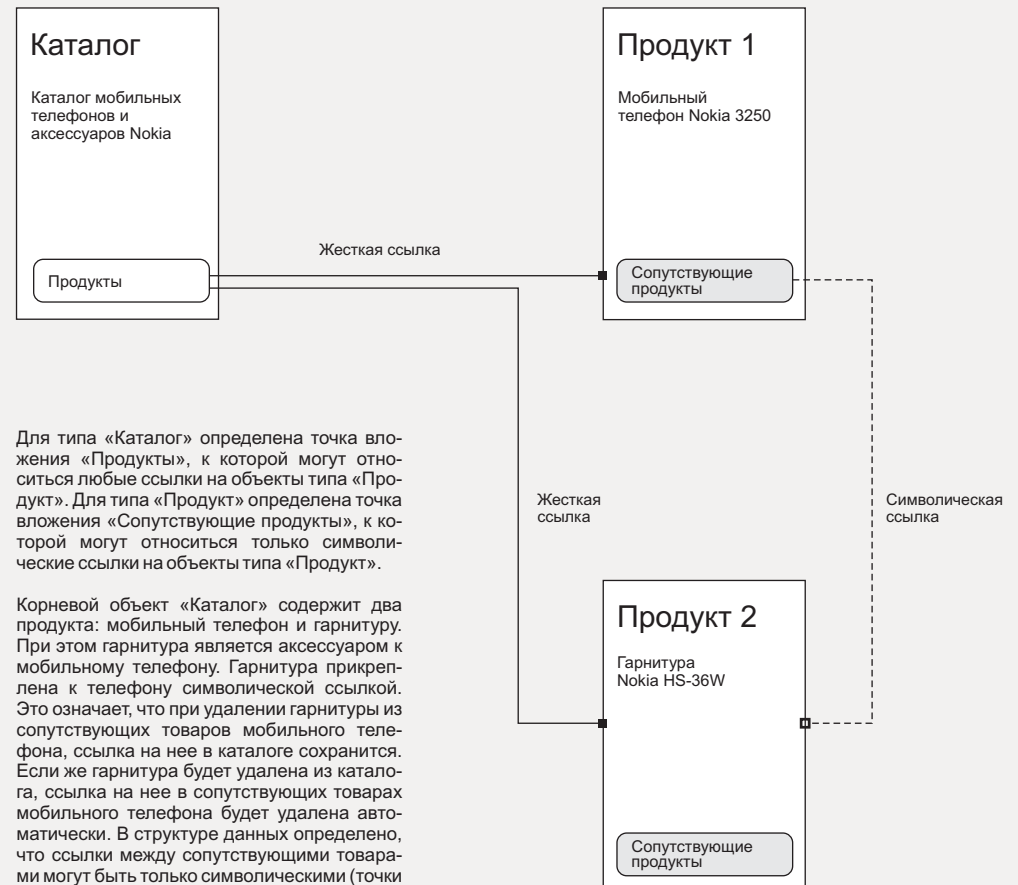 Каталог
Каталог мобильных
телефонов и
аксессуаров Nokia
Продукты
Жесткая ссылка
Продукт 1
Мобильный
телефон Nokia 3250
Сопутствующие
продукты
Для типа «Каталог» определена точка вло-
жения «Продукты», к которой могут отно-
ситься любые ссылки на объекты типа «Про-
дукт». Для типа «Продукт» определена точка
вложения «Сопутствующие продукты», к ко-
торой могут относиться только символи-
ческие ссылки на объекты типа «Продукт».
Корневой объект «Каталог» содержит два
продукта: мобильный телефон и гарнитуру.
При этом гарнитура является аксессуаром к
мобильному телефону. Гарнитура прикреп-
лена к телефону символической ссылкой.
Это означает, что при удалении гарнитуры из
сопутствующих товаров мобильного теле-
фона, ссылка на нее в каталоге сохранится.
Если же гарнитура будет удалена из катало-
га, ссылка на нее в сопутствующих товарах
мобильного телефона будет удалена авто-
матически. В структуре данных определено,
что ссылки между сопутствующими товара-
ми могут быть только символическими (точки
Жесткая
ссылка
Символическая
ссылка
Продукт 2
Гарнитура
Nokia HS-36W
Сопутствующие
продукты